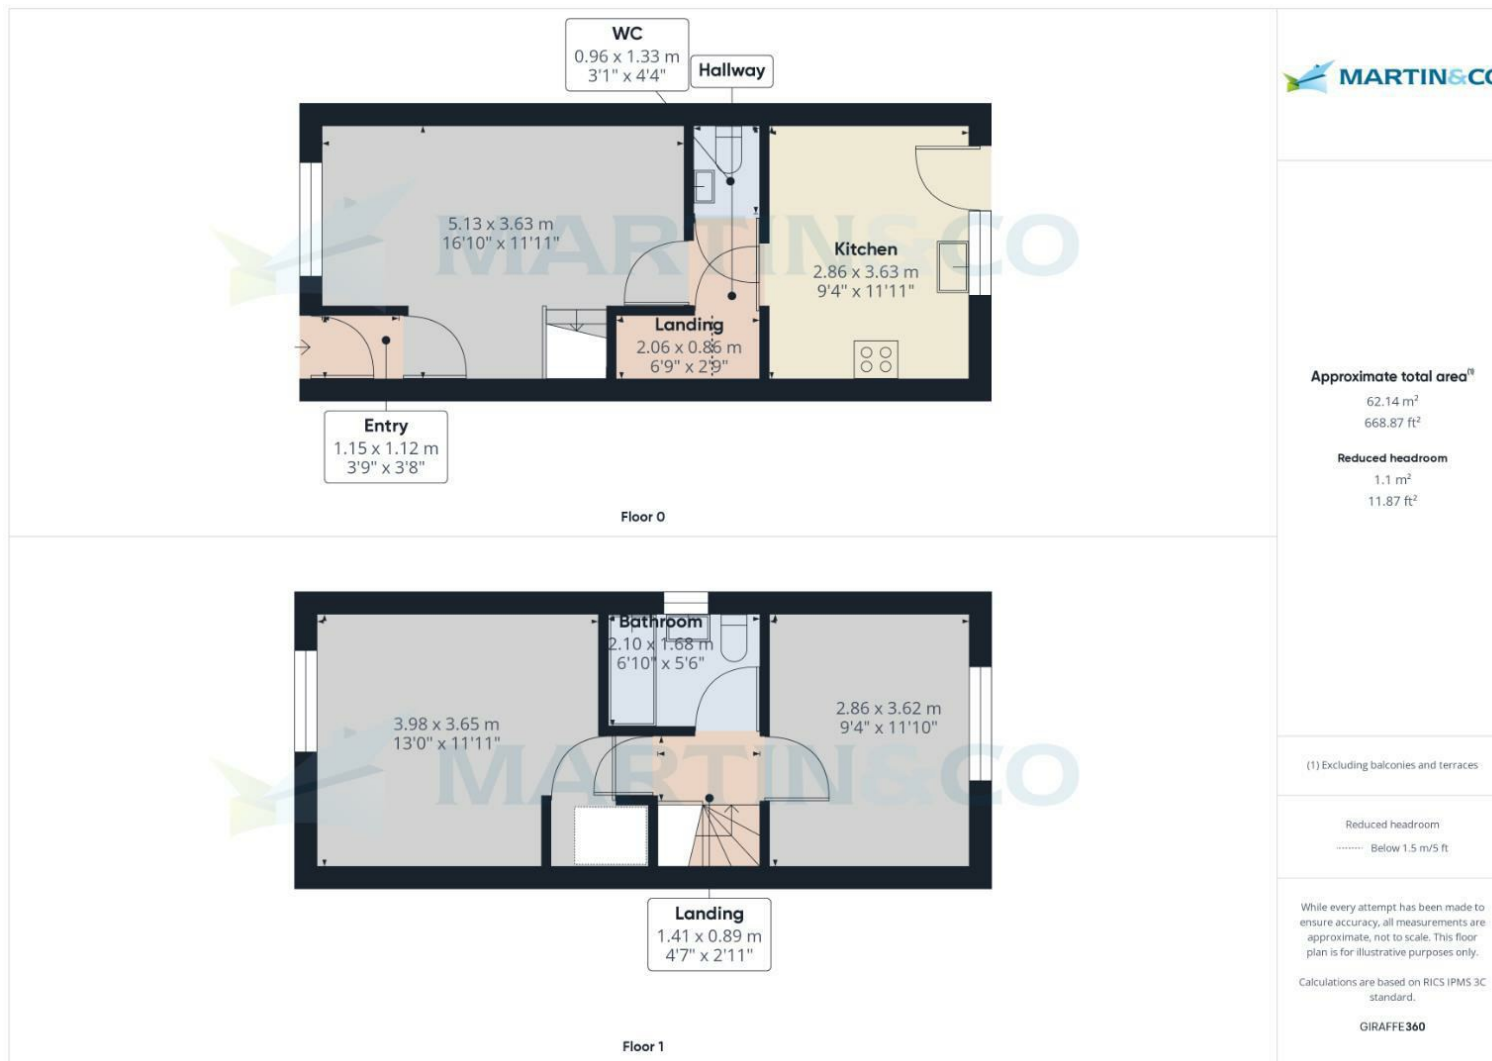 WC
0.96 x 1.33 m
3'1" x 4'4"
Hallway
5.13 x 3.63 m
16'10" x 11'11"
Kitchen
2.86 x 3.63 m
9'4" x 11'11"
Landing
2.06 x 0.86 m
6'9" x 2'9"
Entry
1.15 x 1.12 m
3'9" x 3'8"
MARTIN&CO
Floor 0
Bathroom
2.10 x 1.68 m
6'10" x 5'6"
3.98 x 3.65 m
13'0" x 11'11"
2.86 x 3.62 m
9'4" x 11'10"
MARTIN&CO
Landing
1.41 x 0.89 m
4'7" x 2'11"
Floor 1
MARTIN&CO
Approximate total area(1)
62.14 m²
668.87 ft²
Reduced headroom
1.1 m²
11.87 ft²
(1) Excluding balconies and terraces
Reduced headroom
Below 1.5 m/5 ft
While every attempt has been made to
ensure accuracy, all measurements are
approximate, not to scale. This floor
plan is for illustrative purposes only.
Calculations are based on RICS IPMS 3C
standard.
GIRAFFE360